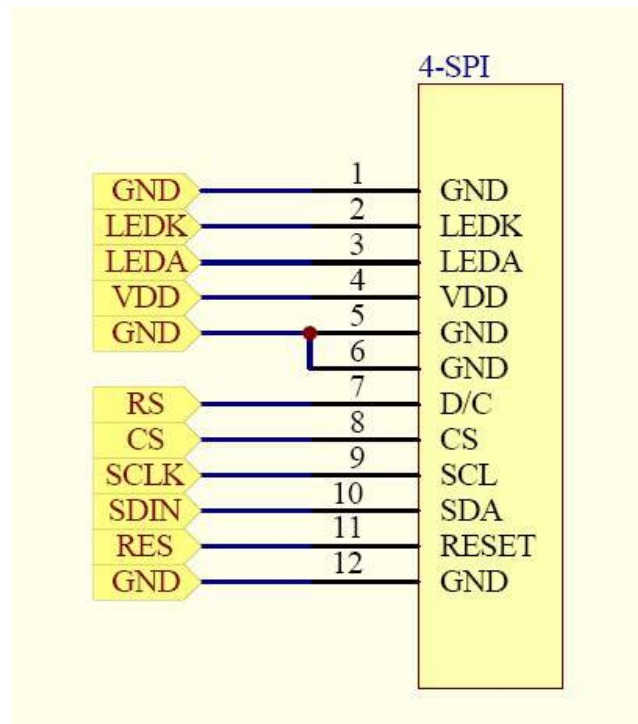 4-SPI
GND 1 GND
LEDK 2 LEDK
LEDA 3 LEDA
VDD 4 VDD
GND 5 GND
6 GND
RS 7 D/C
CS 8 CS
SCLK 9 SCL
SDIN 10 SDA
RES 11 RESET
GND 12 GND